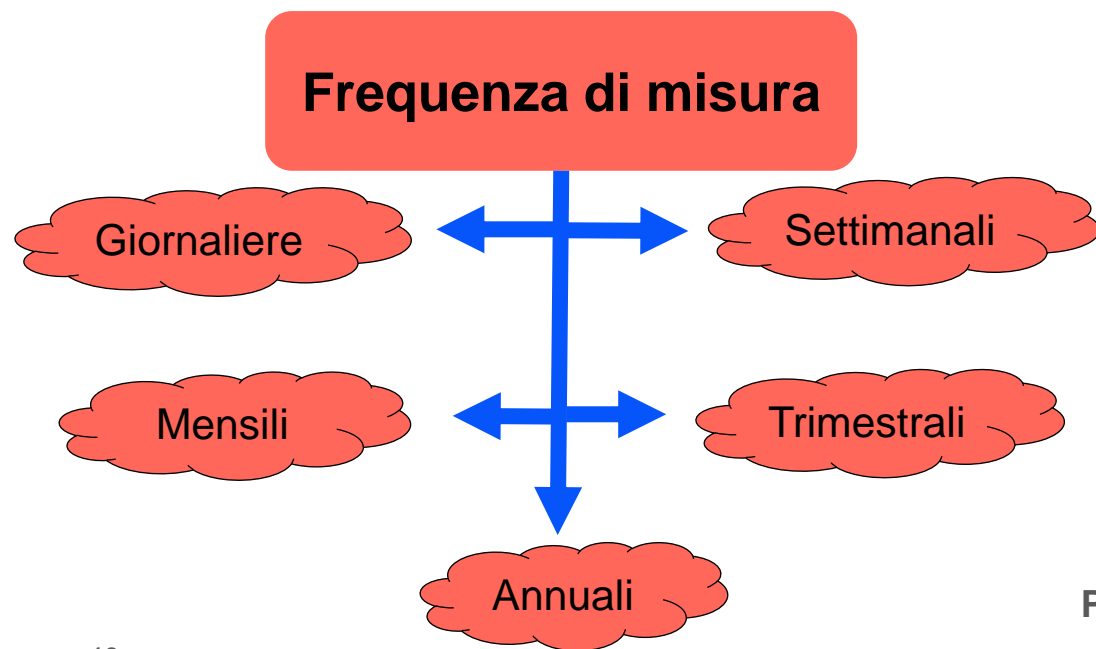 Frequenza di misura
Giornaliere
Settimanali
Mensili
Trimestrali
Annuali
P